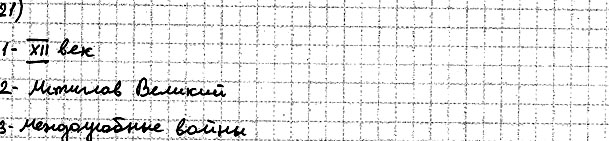 21)
1- XII век
2- Мстислав Великий
3- Междоусобные войны